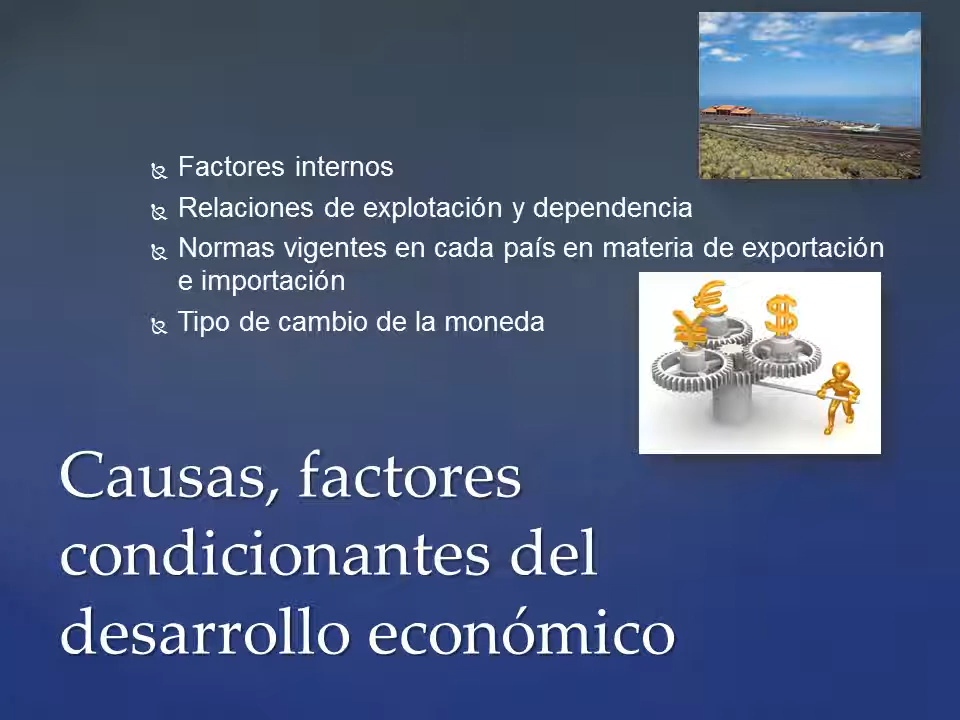 Factores internos
Relaciones de explotación y dependencia
Normas vigentes en cada país en materia de exportación
e importación
Tipo de cambio de la moneda
€
¥
$
Causas, factores
condicionantes del
desarrollo económico